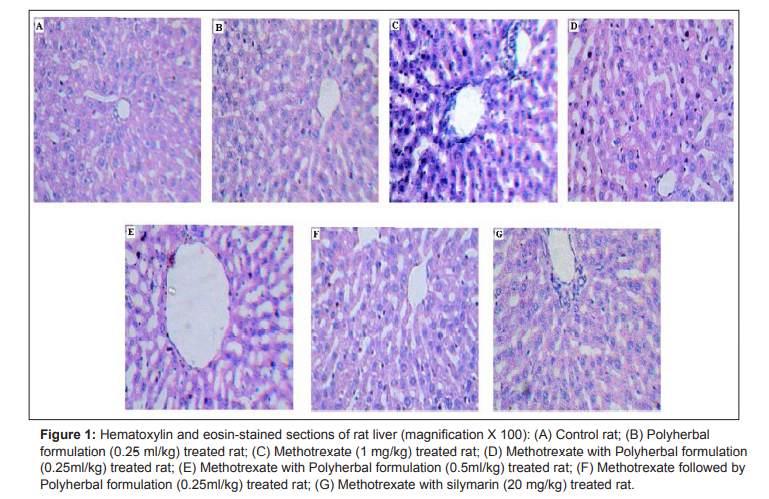 A
B
C
D
E
F
G
Figure 1: Hematoxylin and eosin-stained sections of rat liver (magnification X 100): (A) Control rat; (B) Polyherbal
formulation (0.25 ml/kg) treated rat; (C) Methotrexate (1 mg/kg) treated rat; (D) Methotrexate with Polyherbal formulation
(0.25ml/kg) treated rat; (E) Methotrexate with Polyherbal formulation (0.5ml/kg) treated rat; (F) Methotrexate followed by
Polyherbal formulation (0.25ml/kg) treated rat; (G) Methotrexate with silymarin (20 mg/kg) treated rat.